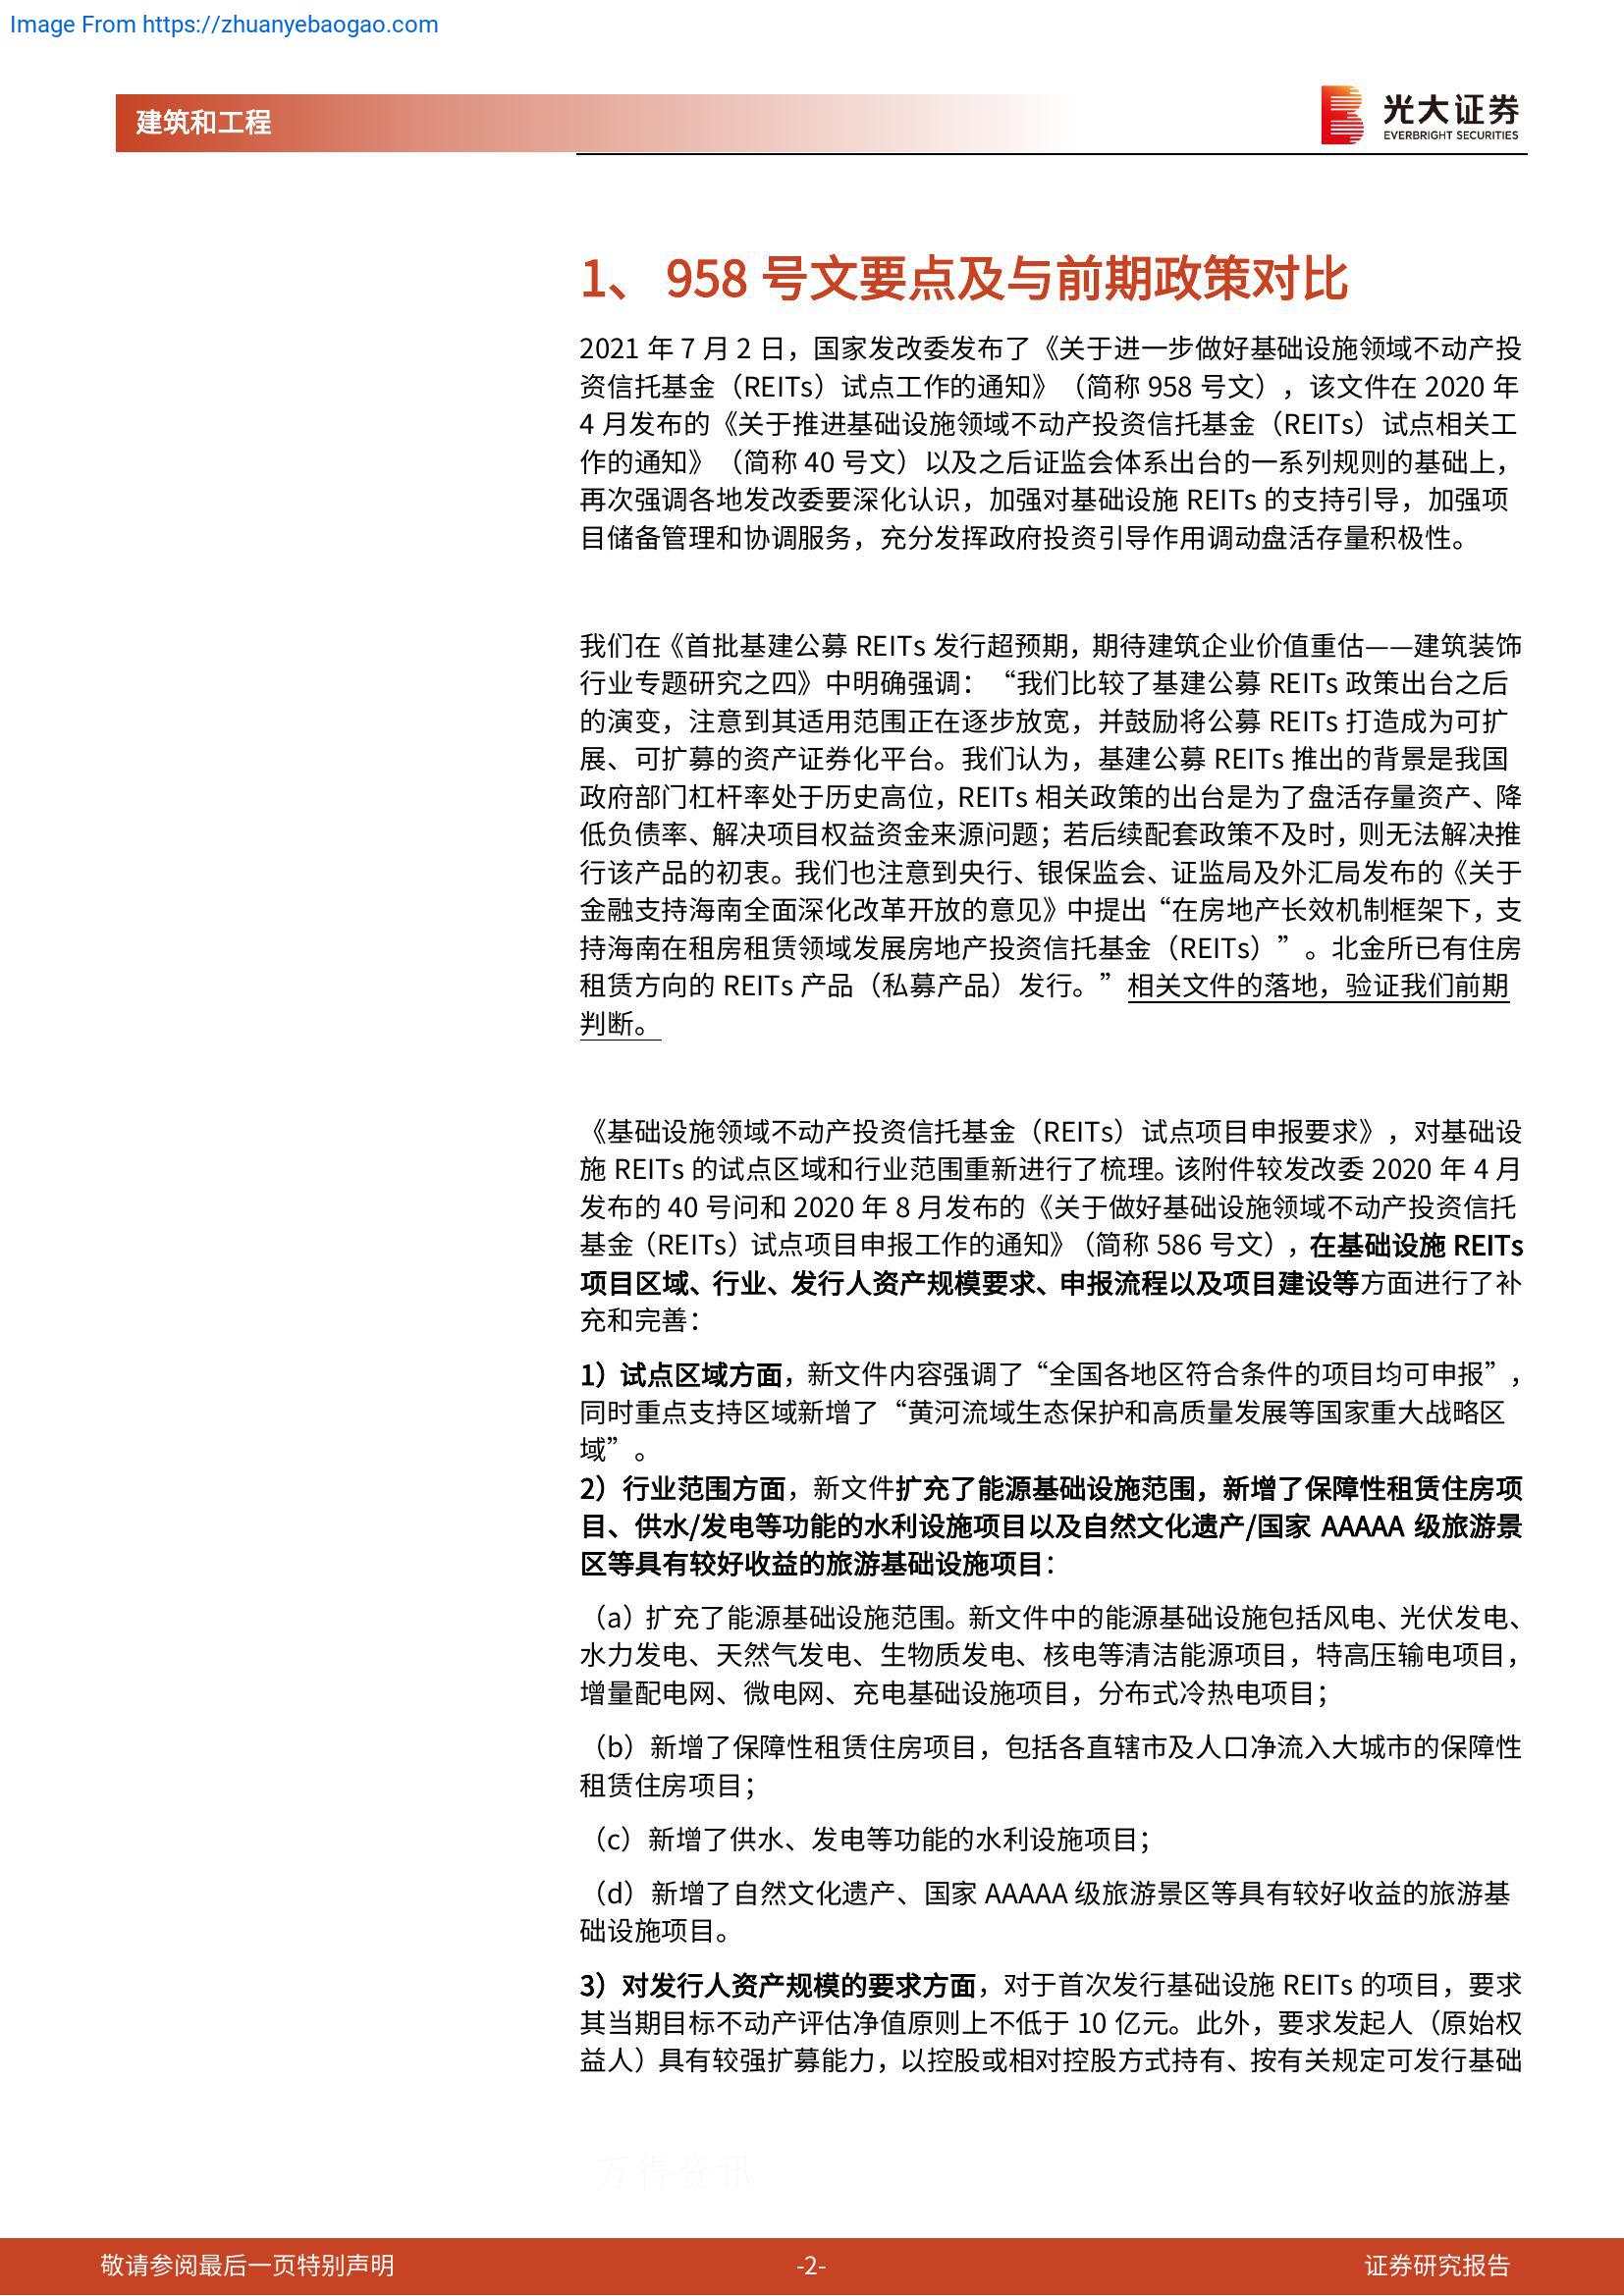 Image From https://zhuanyebaogao.com
建筑和工程
光大证券
EVERBRIGHT SECURITIES
1、 958 号文要点及与前期政策对比
2021 年 7 月 2 日，国家发改委发布了《关于进一步做好基础设施领域不动产投
资信托基金（REITs）试点工作的通知》（简称 958 号文），该文件在 2020 年
4 月发布的《关于推进基础设施领域不动产投资信托基金（REITs）试点相关工
作的通知》（简称 40 号文）以及之后证监会体系出台的一系列规则的基础上，
再次强调各地发改委要深化认识，加强对基础设施 REITs 的支持引导，加强项
目储备管理和协调服务，充分发挥政府投资引导作用调动盘活存量积极性。
我们在《首批基建公募 REITs 发行超预期，期待建筑企业价值重估——建筑装饰
行业专题研究之四》中明确强调：“我们比较了基建公募 REITs 政策出台之后
的演变，注意到其适用范围正在逐步放宽，并鼓励将公募 REITs 打造成为可扩
展、可扩募的资产证券化平台。我们认为，基建公募 REITs 推出的背景是我国
政府部门杠杆率处于历史高位，REITs 相关政策的出台是为了盘活存量资产、降
低负债率、解决项目权益资金来源问题；若后续配套政策不及时，则无法解决推
行该产品的初衷。我们也注意到央行、银保监会、证监局及外汇局发布的《关于
金融支持海南全面深化改革开放的意见》中提出“在房地产长效机制框架下，支
持海南在租房租赁领域发展房地产投资信托基金（REITs）”。北金所已有住房
租赁方向的 REITs 产品（私募产品）发行。”相关文件的落地，验证我们前期
判断。
《基础设施领域不动产投资信托基金（REITs）试点项目申报要求》，对基础设
施 REITs 的试点区域和行业范围重新进行了梳理。该附件较发改委 2020 年 4 月
发布的 40 号问和 2020 年 8 月发布的《关于做好基础设施领域不动产投资信托
基金（REITs）试点项目申报工作的通知》（简称 586 号文），在基础设施 REITs
项目区域、行业、发行人资产规模要求、申报流程以及项目建设等方面进行了补
充和完善：
1）试点区域方面，新文件内容强调了“全国各地区符合条件的项目均可申报”，
同时重点支持区域新增了“黄河流域生态保护和高质量发展等国家重大战略区
域”。
2）行业范围方面，新文件扩充了能源基础设施范围，新增了保障性租赁住房项
目、供水/发电等功能的水利设施项目以及自然文化遗产/国家 AAAAA 级旅游景
区等具有较好收益的旅游基础设施项目：
（a）扩充了能源基础设施范围。新文件中的能源基础设施包括风电、光伏发电、
水力发电、天然气发电、生物质发电、核电等清洁能源项目，特高压输电项目，
增量配电网、微电网、充电基础设施项目，分布式冷热电项目；
（b）新增了保障性租赁住房项目，包括各直辖市及人口净流入大城市的保障性
租赁住房项目；
（c）新增了供水、发电等功能的水利设施项目；
（d）新增了自然文化遗产、国家 AAAAA 级旅游景区等具有较好收益的旅游基
础设施项目。
3）对发行人资产规模的要求方面，对于首次发行基础设施 REITs 的项目，要求
其当期目标不动产评估净值原则上不低于 10 亿元。此外，要求发起人（原始权
益人）具有较强扩募能力，以控股或相对控股方式持有、按有关规定可发行基础
万得资讯
敬请参阅最后一页特别声明
-2-
证券研究报告